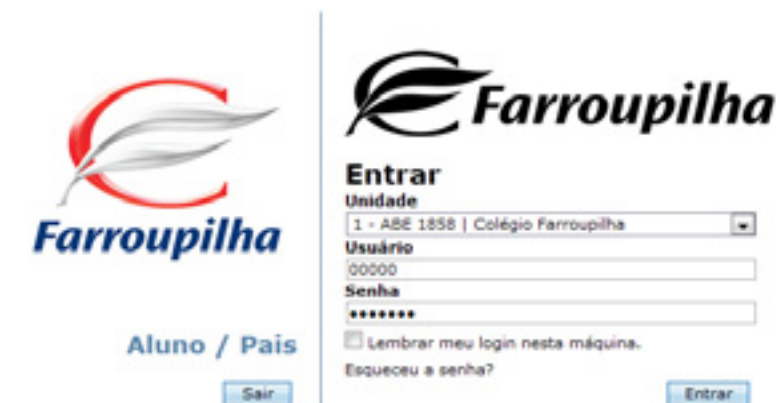 Farroupilha
Aluno / Pais
Sair
Farroupilha
Entrar
Unidade
1 - ABE 1858 | Colégio Farroupilha
Usuário
00000
Senha
•••••••
Lembrar meu login nesta máquina.
Esqueceu a senha?
Entrar